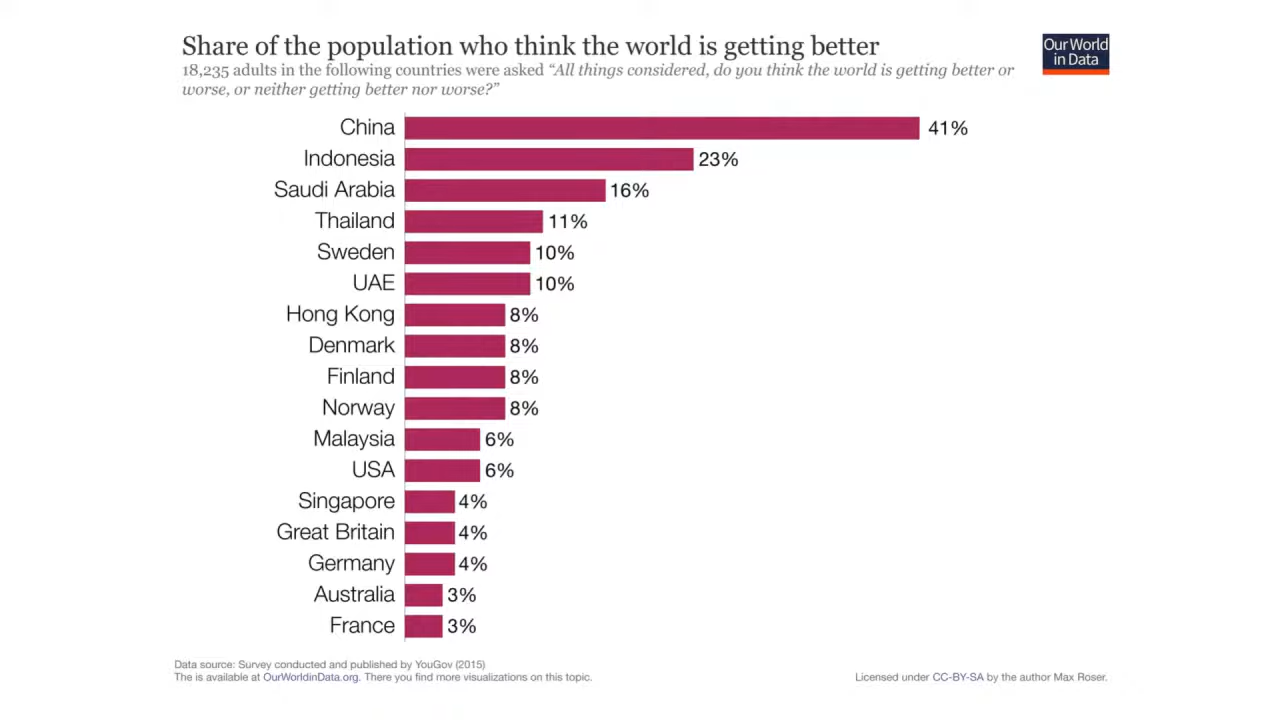 Share of the population who think the world is getting better
18,235 adults in the following countries were asked “All things considered, do you think the world is getting better or
worse, or neither getting better nor worse?”
Our World
in Data
China 41%
Indonesia 23%
Saudi Arabia 16%
Thailand 11%
Sweden 10%
UAE 10%
Hong Kong 8%
Denmark 8%
Finland 8%
Norway 8%
Malaysia 6%
USA 6%
Singapore 4%
Great Britain 4%
Germany 4%
Australia 3%
France 3%
Data source: Survey conducted and published by YouGov (2015)
The is available at OurWorldinData.org. There you find more visualizations on this topic.
Licensed under CC-BY-SA by the author Max Roser.